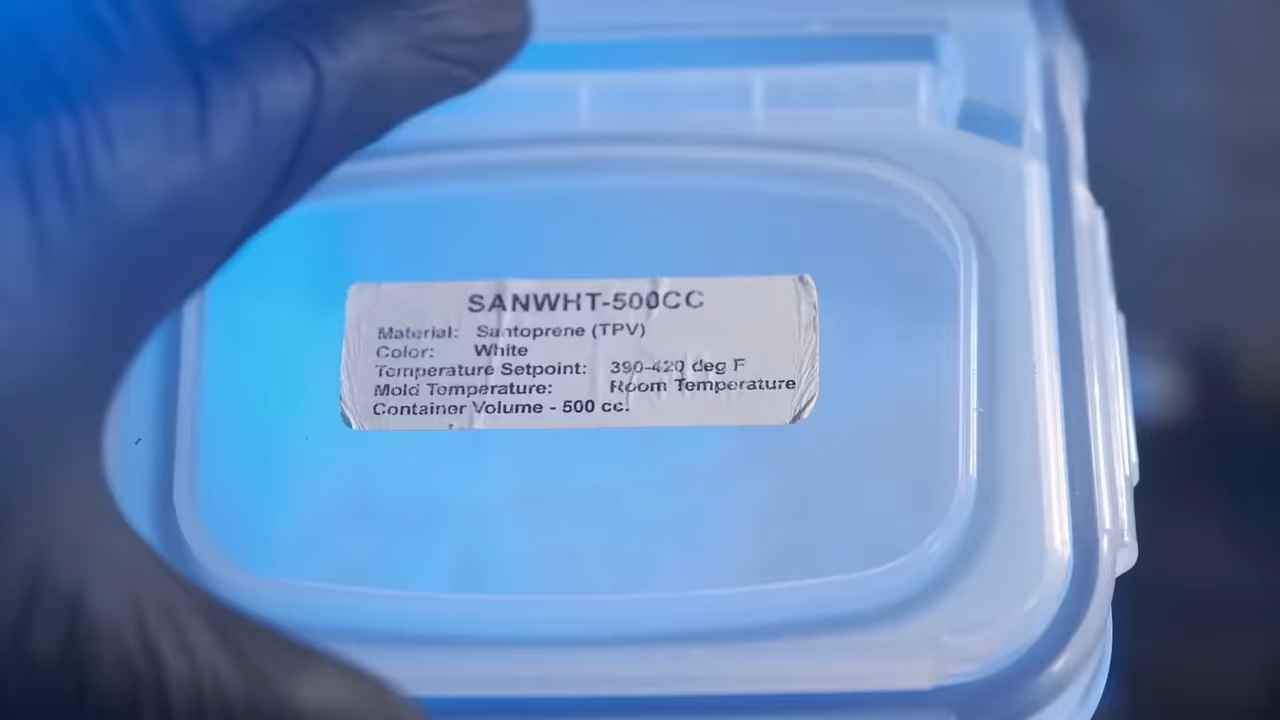 SANWHT-500CC
Material: Santoprene (TPV)
Color: White
Temperature Setpoint: 390-420 deg F
Mold Temperature: Room Temperature
Container Volume - 500 cc.